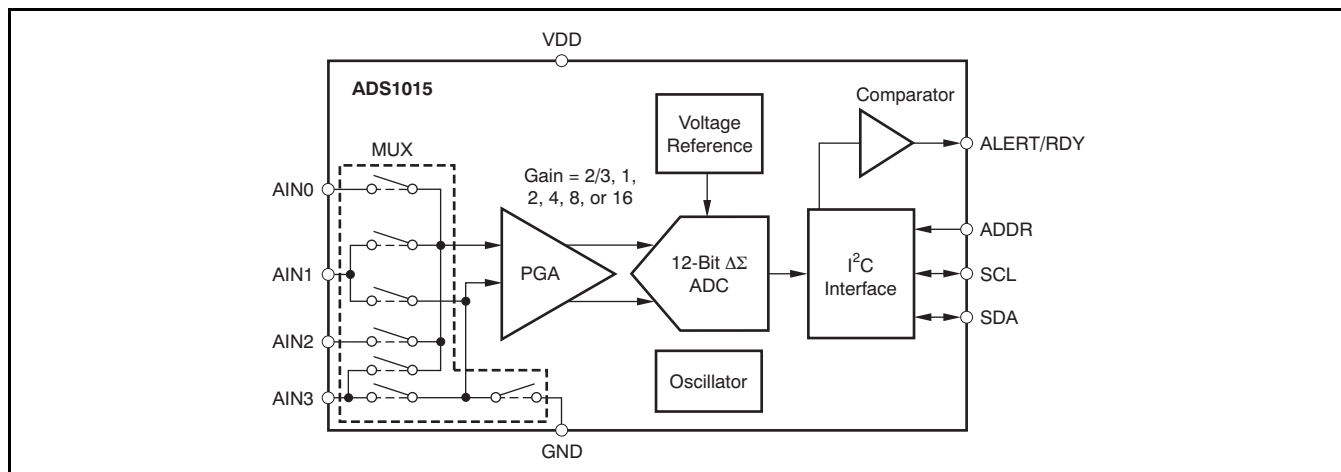 VDD
ADS1015
Comparator
Voltage
Reference
ALERT/RDY
MUX
Gain = 2/3, 1,
2, 4, 8, or 16
AIN0
ADDR
AIN1
PGA
12-Bit ΔΣ
ADC
I²C
Interface
SCL
SDA
AIN2
Oscillator
AIN3
GND